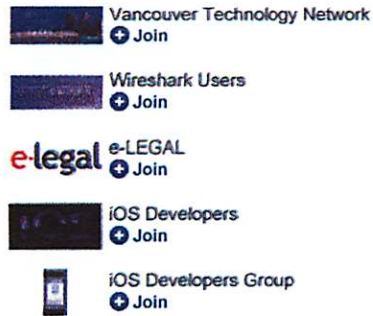 Vancouver Technology Network
Join
Wireshark Users
Join
e·legal
e-LEGAL
Join
iOS Developers
Join
iOS Developers Group
Join